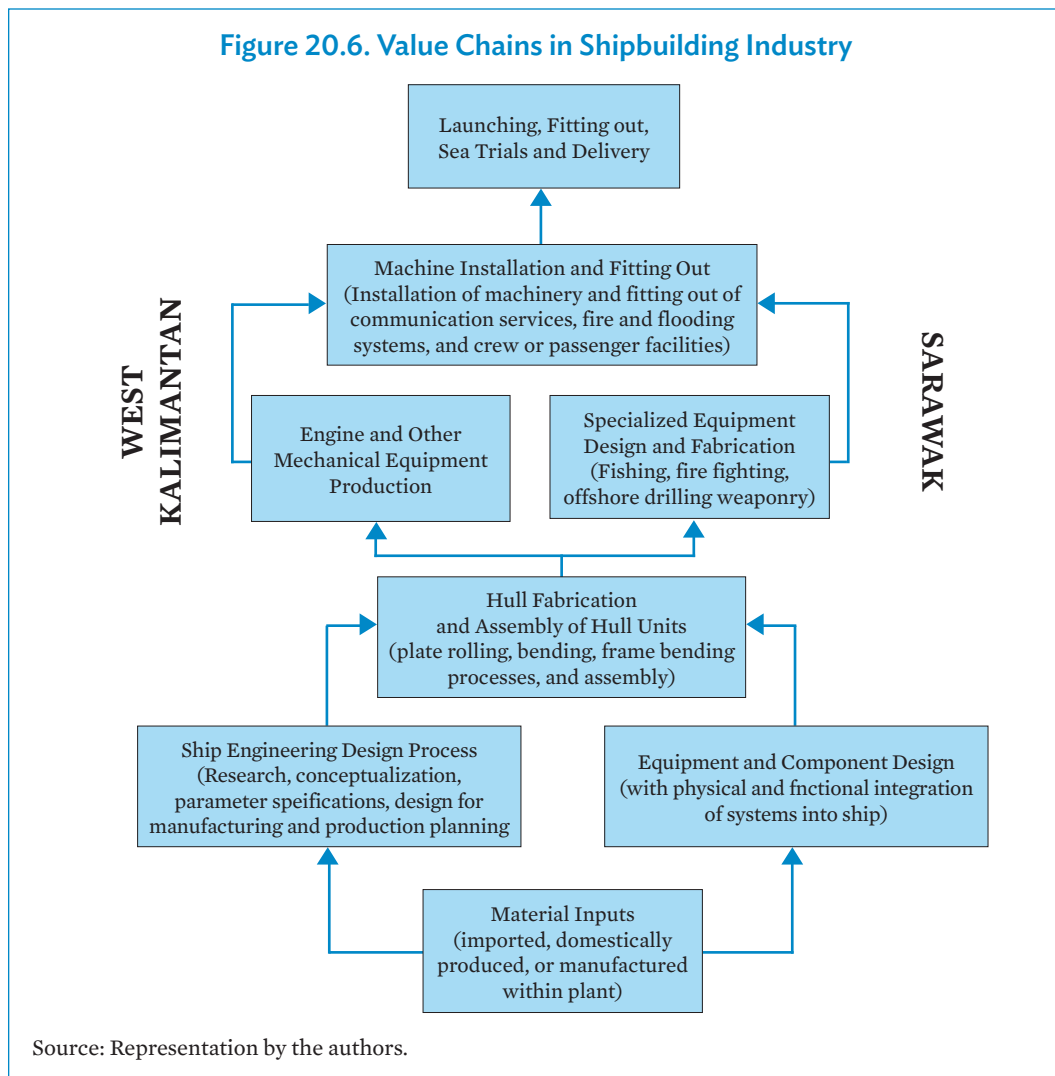 Figure 20.6. Value Chains in Shipbuilding Industry
Launching, Fitting out,
Sea Trials and Delivery
Machine Installation and Fitting Out
(Installation of machinery and fitting out of
communication services, fire and flooding
systems, and crew or passenger facilities)
WEST
KALIMANTAN
SARAWAK
Engine and Other
Mechanical Equipment
Production
Specialized Equipment
Design and Fabrication
(Fishing, fire fighting,
offshore drilling weaponry)
Hull Fabrication
and Assembly of Hull Units
(plate rolling, bending, frame bending
processes, and assembly)
Ship Engineering Design Process
(Research, conceptualization,
parameter speifications, design for
manufacturing and production planning
Equipment and Component Design
(with physical and fnctional integration
of systems into ship)
Material Inputs
(imported, domestically
produced, or manufactured
within plant)
Source: Representation by the authors.